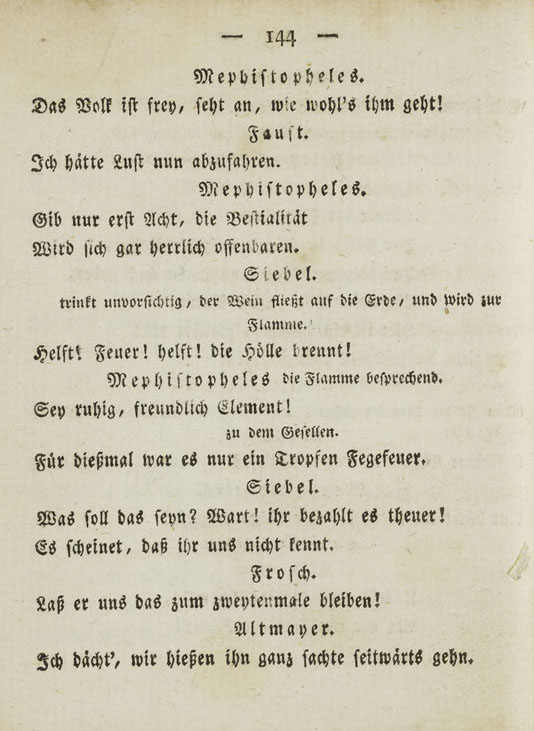 — 144 —
Mephistopheles.
Das Volk ist frey, seht an, wie wohl's ihm geht!
Faust.
Ich hätte Lust nun abzufahren.
Mephistopheles.
Gib nur erst Acht, die Bestialität
Wird sich gar herrlich offenbaren.
Siebel.
trinkt unvorsichtig, der Wein fließt auf die Erde, und wird zur
Flamme.
Helft! Feuer! helft! die Hölle brennt!
Mephistopheles die Flamme besprechend.
Sey ruhig, freundlich Element!
zu dem Gesellen.
Für dießmal war es nur ein Tropfen Fegefeuer.
Siebel.
Was soll das seyn? Wart! ihr bezahlt es theuer!
Es scheinet, daß ihr uns nicht kennt.
Frosch.
Laß er uns das zum zweytenmale bleiben!
Altmayer.
Ich dächt', wir hießen ihn ganz sachte seitwärts gehn.